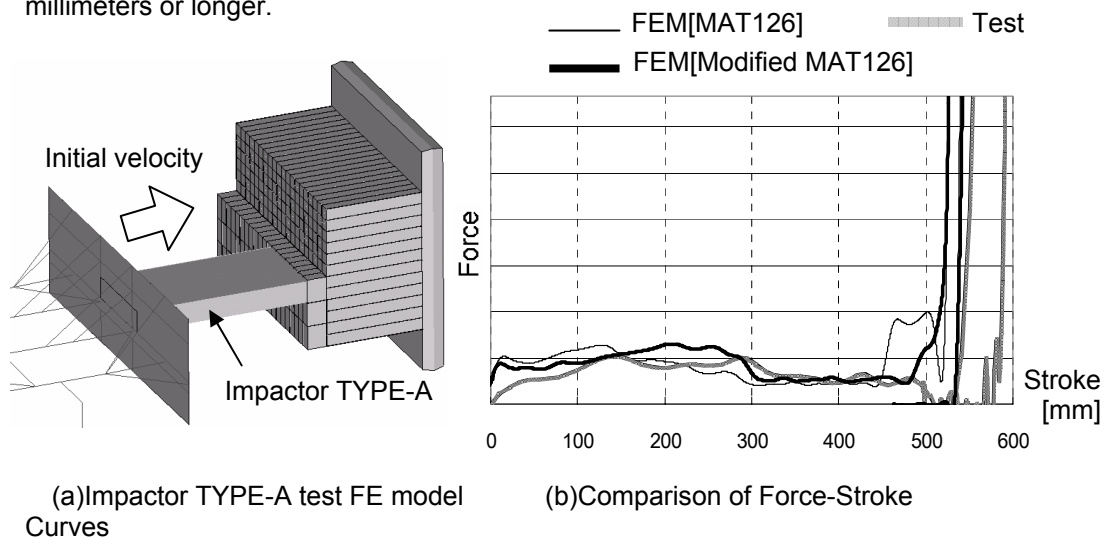 millimeters or longer.
FEM[MAT126]
Test
FEM[Modified MAT126]
Initial velocity
Impactor TYPE-A
Force
Stroke
[mm]
0 100 200 300 400 500 600
(a)Impactor TYPE-A test FE model (b)Comparison of Force-Stroke
Curves